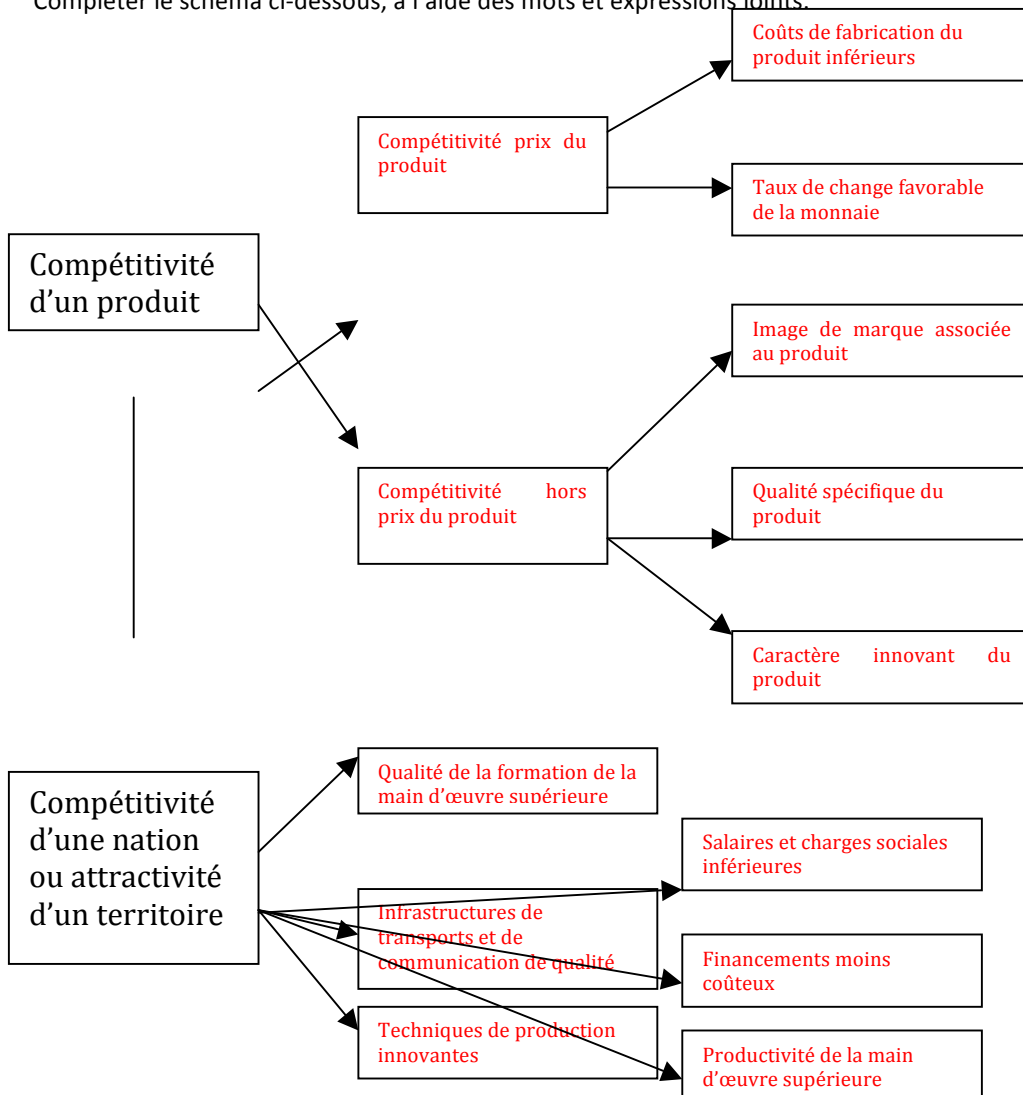 Compléter le schéma ci-dessous, à l'aide des mots et expressions joints.
Coûts de fabrication du
produit inférieurs
Compétitivité prix du
produit
Taux de change favorable
de la monnaie
Compétitivité
d'un produit
Image de marque associée
au produit
Compétitivité hors
prix du produit
Qualité spécifique du
produit
Caractère innovant du
produit
Qualité de la formation de la
main d'œuvre supérieure
Compétitivité
d'une nation
ou attractivité
d'un territoire
Salaires et charges sociales
inférieures
Infrastructures de
transports et de
communication de qualité
Financements moins
coûteux
Techniques de production
innovantes
Productivité de la main
d'œuvre supérieure